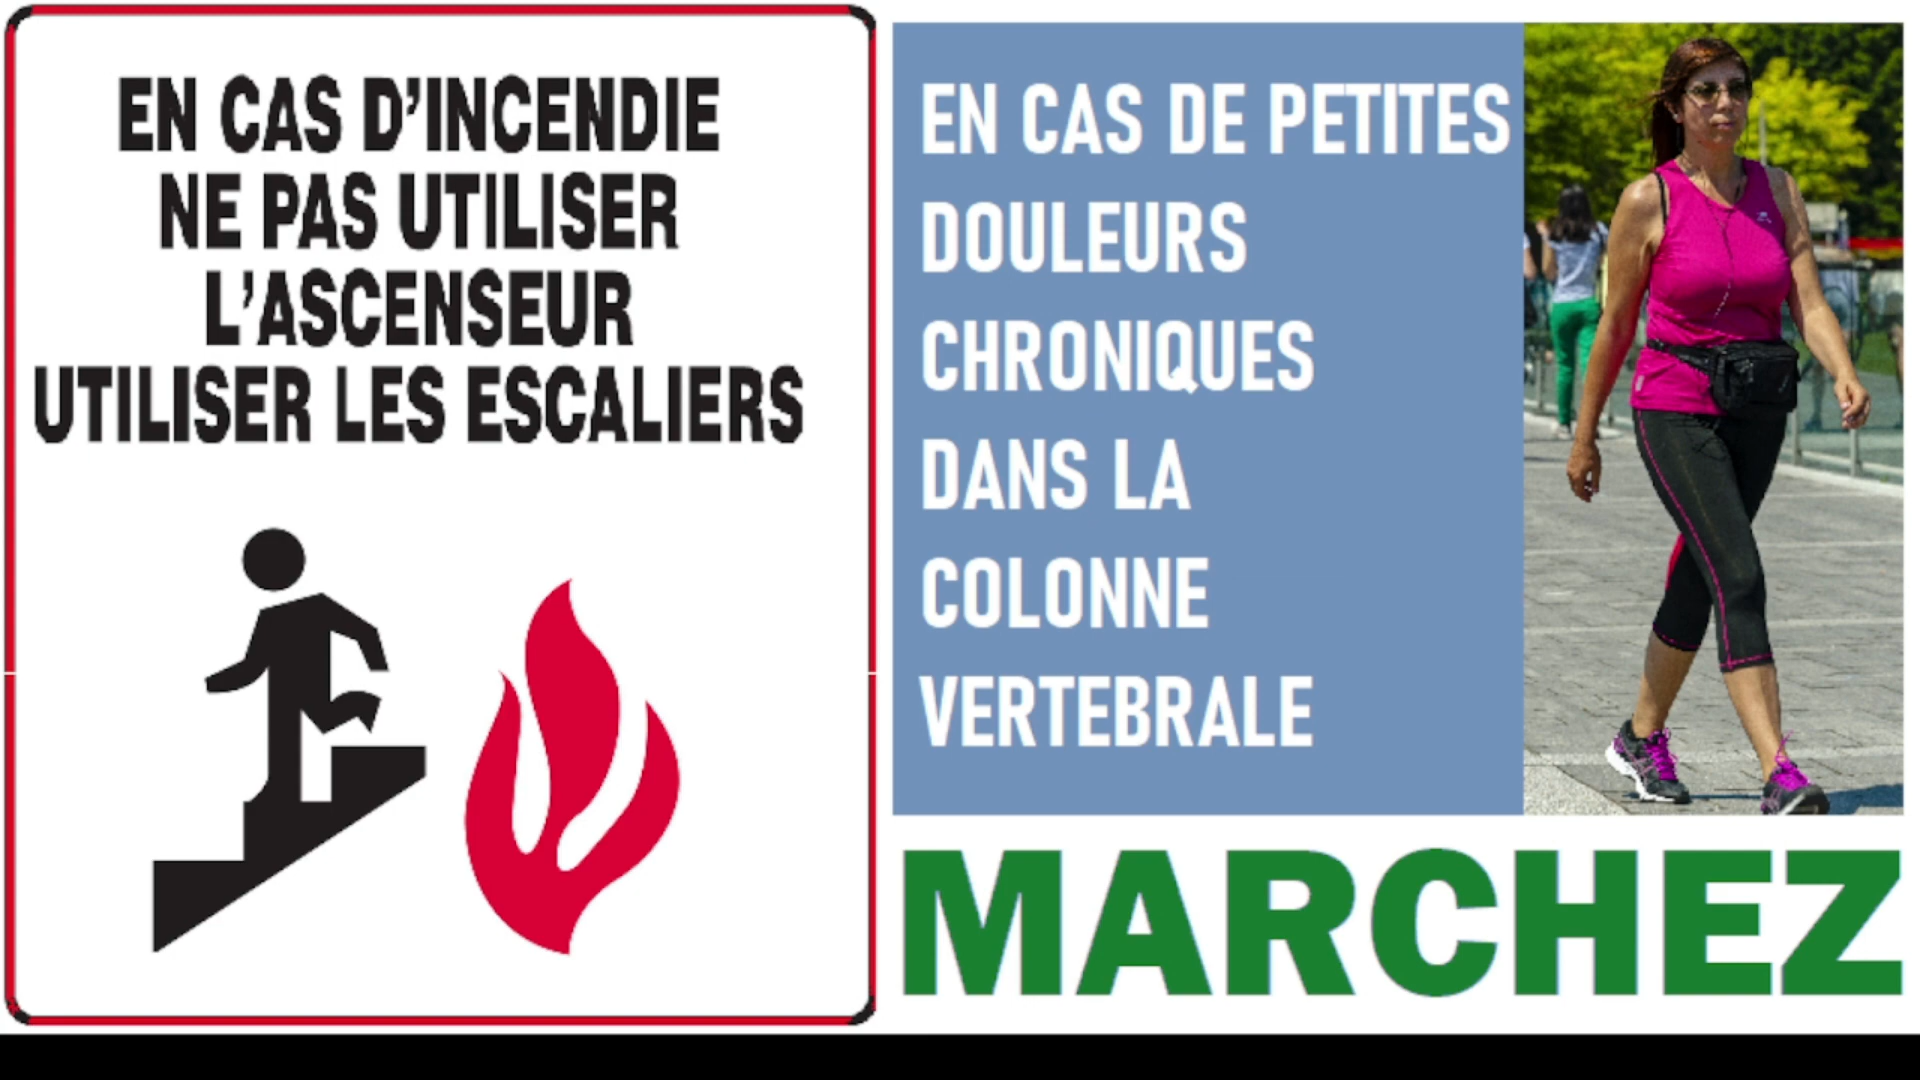 EN CAS D’INCENDIE
NE PAS UTILISER
L’ASCENSEUR
UTILISER LES ESCALIERS
EN CAS DE PETITES
DOULEURS
CHRONIQUES
DANS LA
COLONNE
VERTEBRALE
MARCHEZ